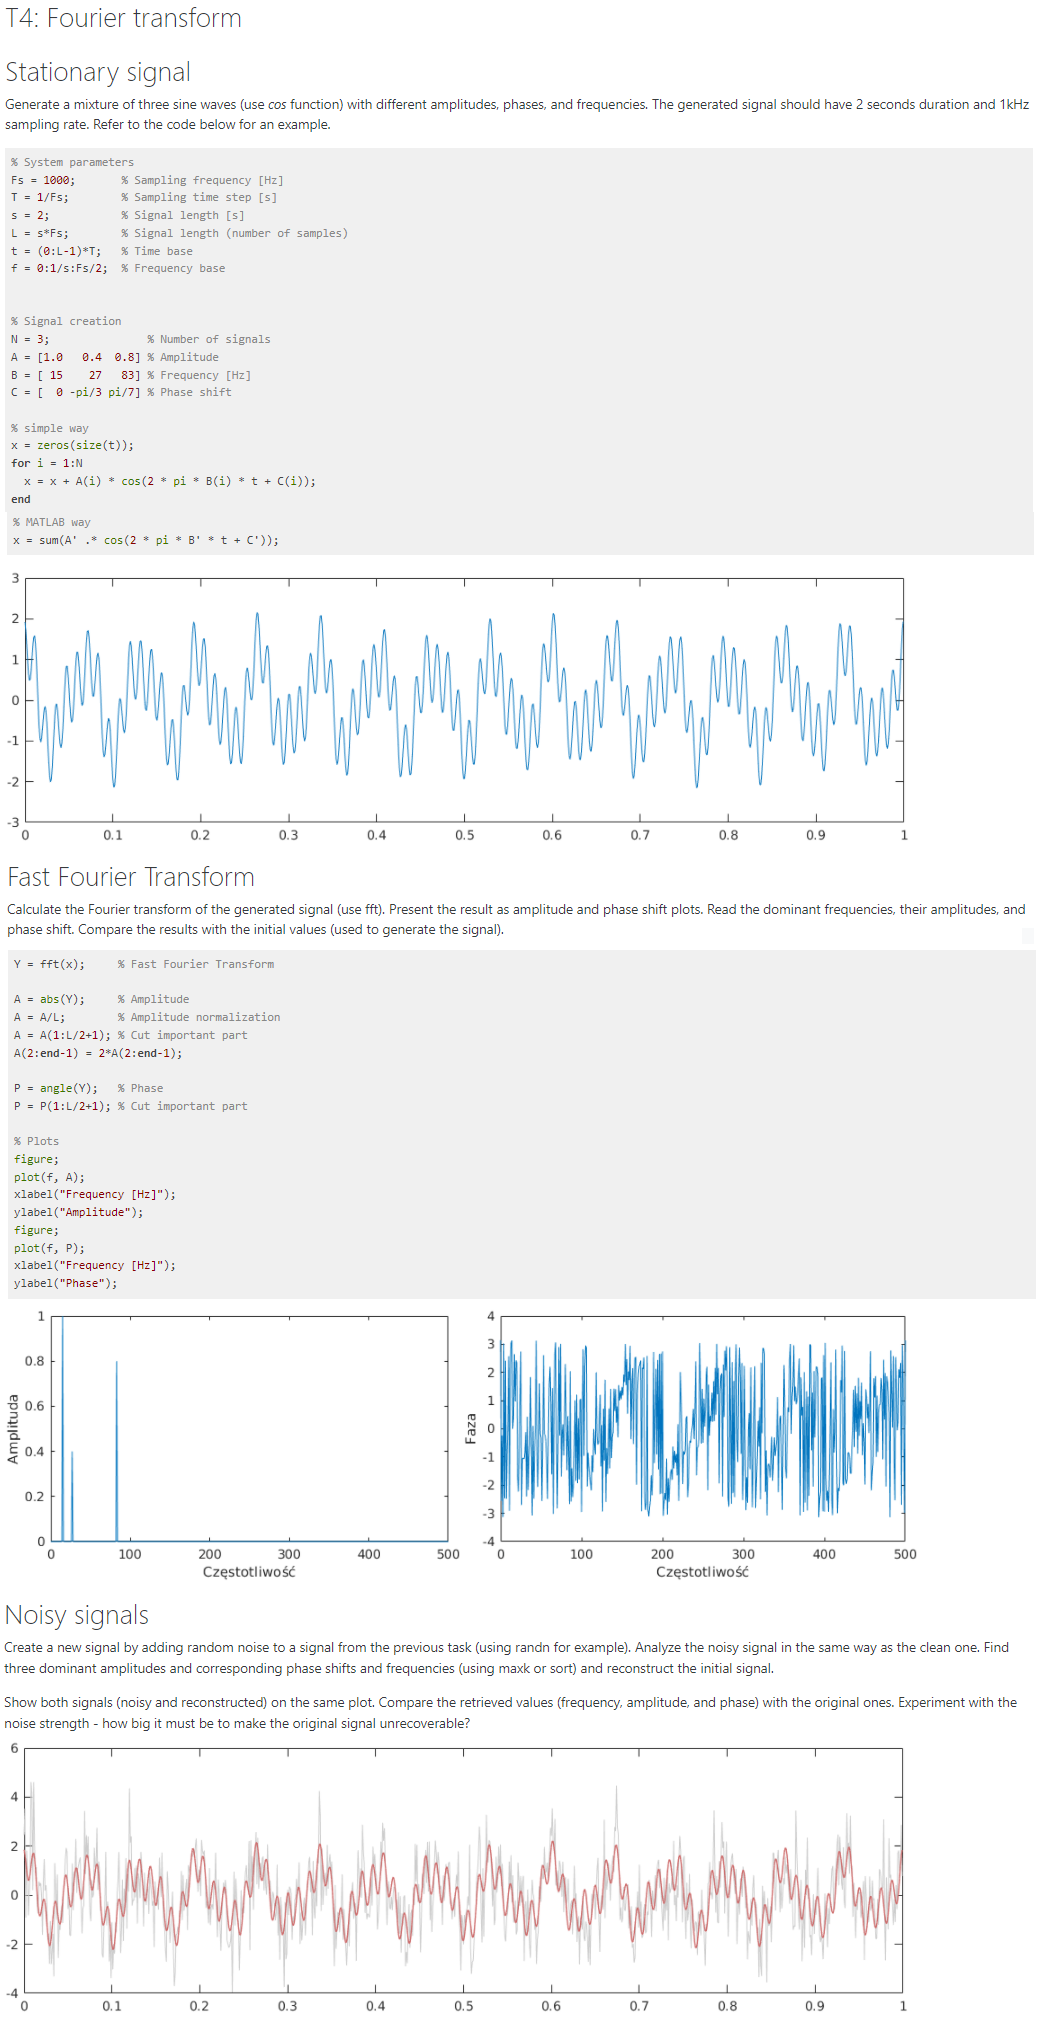 T4: Fourier transform
Stationary signal
Generate a mixture of three sine waves (use cos function) with different amplitudes, phases, and frequencies. The generated signal should have 2 seconds duration and 1kHz
sampling rate. Refer to the code below for an example.
% System parameters
Fs = 1000; % Sampling frequency [Hz]
T = 1/Fs; % Sampling time step [s]
s = 2; % Signal length [s]
L = s*Fs; % Signal length (number of samples)
t = (0:L-1)*T; % Time base
f = 0:1/s:Fs/2; % Frequency base
% Signal creation
N = 3; % Number of signals
A = [1.0 0.4 0.8] % Amplitude
B = [ 15 27 83] % Frequency [Hz]
C = [ 0 -pi/3 pi/7] % Phase shift
% simple way
x = zeros(size(t));
for i = 1:N
x = x + A(i) * cos(2 * pi * B(i) * t + C(i));
end
% MATLAB way
x = sum(A' .* cos(2 * pi * B' * t + C'));
3
2
1
0
-1
-2
-3
0 0.1 0.2 0.3 0.4 0.5 0.6 0.7 0.8 0.9 1
Fast Fourier Transform
Calculate the Fourier transform of the generated signal (use fft). Present the result as amplitude and phase shift plots. Read the dominant frequencies, their amplitudes, and
phase shift. Compare the results with the initial values (used to generate the signal).
Y = fft(x); % Fast Fourier Transform
A = abs(Y); % Amplitude
A = A/L; % Amplitude normalization
A = A(1:L/2+1); % Cut important part
A(2:end-1) = 2*A(2:end-1);
P = angle(Y); % Phase
P = P(1:L/2+1); % Cut important part
% Plots
figure;
plot(f, A);
xlabel("Frequency [Hz]");
ylabel("Amplitude");
figure;
plot(f, P);
xlabel("Frequency [Hz]");
ylabel("Phase");
1
0.8
0.6
0.4
0.2
0
Amplituda
0 100 200 300 400 500
Częstotliwość
4
3
2
1
0
-1
-2
-3
-4
Faza
0 100 200 300 400 500
Częstotliwość
Noisy signals
Create a new signal by adding random noise to a signal from the previous task (using randn for example). Analyze the noisy signal in the same way as the clean one. Find
three dominant amplitudes and corresponding phase shifts and frequencies (using maxk or sort) and reconstruct the initial signal.
Show both signals (noisy and reconstructed) on the same plot. Compare the retrieved values (frequency, amplitude, and phase) with the original ones. Experiment with the
noise strength - how big it must be to make the original signal unrecoverable?
6
4
2
0
-2
-4
0 0.1 0.2 0.3 0.4 0.5 0.6 0.7 0.8 0.9 1